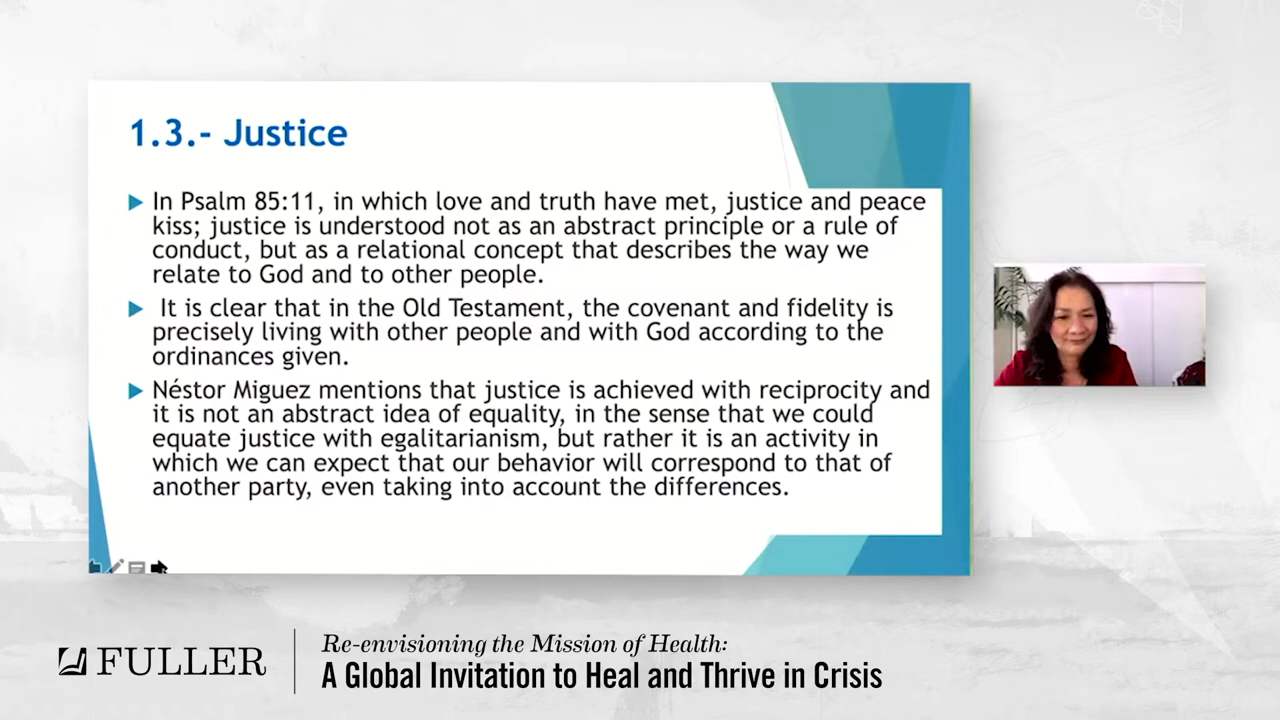 1.3.- Justice
In Psalm 85:11, in which love and truth have met, justice and peace
kiss; justice is understood not as an abstract principle or a rule of
conduct, but as a relational concept that describes the way we
relate to God and to other people.
It is clear that in the Old Testament, the covenant and fidelity is
precisely living with other people and with God according to the
ordinances given.
Néstor Miguez mentions that justice is achieved with reciprocity and
it is not an abstract idea of equality, in the sense that we could
equate justice with egalitarianism, but rather it is an activity in
which we can expect that our behavior will correspond to that of
another party, even taking into account the differences.
FULLER
Re-envisioning the Mission of Health:
A Global Invitation to Heal and Thrive in Crisis